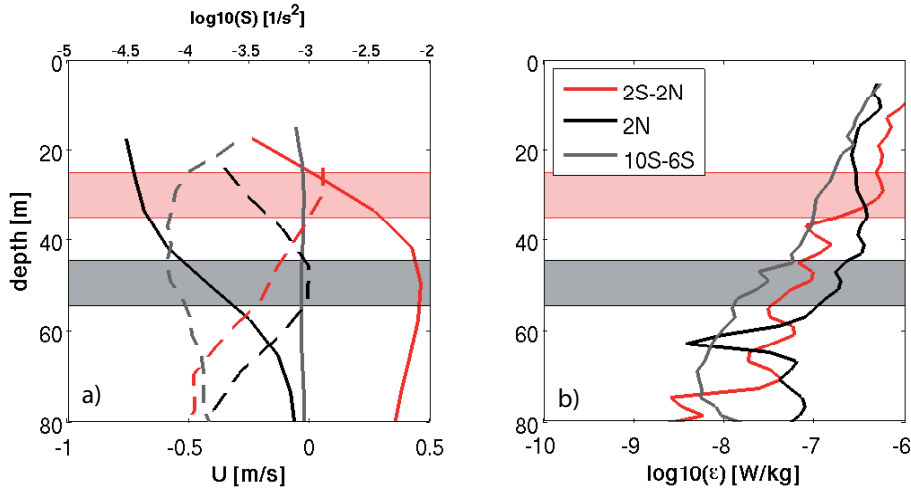 log10(S) [1/s²]
-5 -4.5 -4 -3.5 -3 -2.5 -2
0
20
40
60
80
depth [m]
a)
-1 -0.5 0 0.5
U [m/s]
0
20
40
60
80
2S-2N
2N
10S-6S
b)
-10 -9 -8 -7 -6
log10(ε) [W/kg]